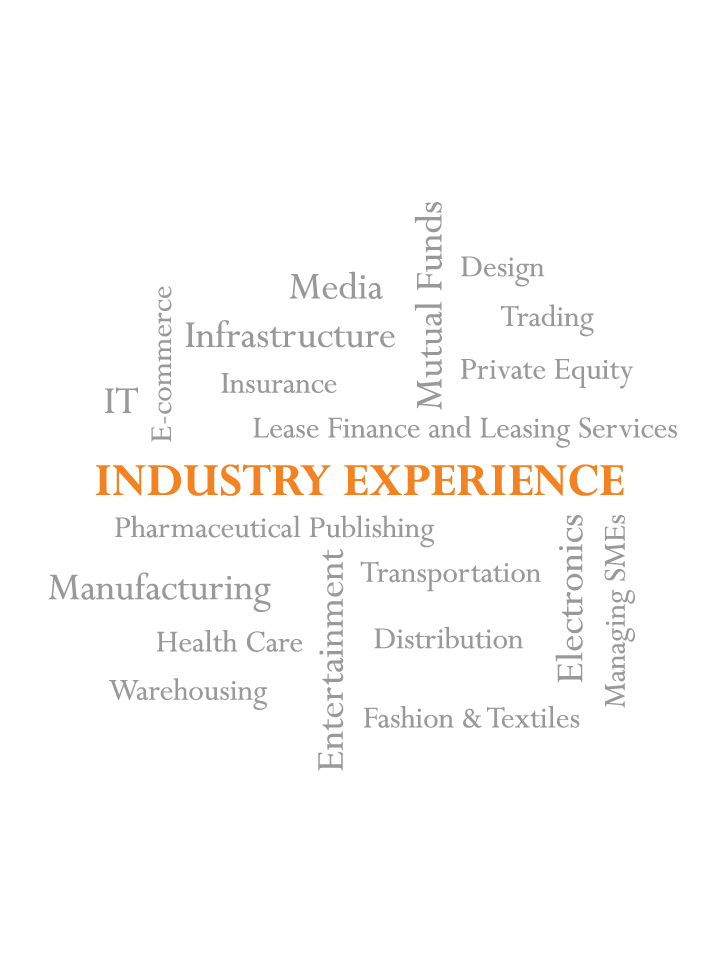 Mutual Funds
Design
Media
E-commerce
Trading
Infrastructure
Private Equity
Insurance
IT
Lease Finance and Leasing Services
INDUSTRY EXPERIENCE
Pharmaceutical Publishing
Electronics
Managing SMEs
Entertainment
Transportation
Manufacturing
Health Care
Distribution
Warehousing
Fashion & Textiles